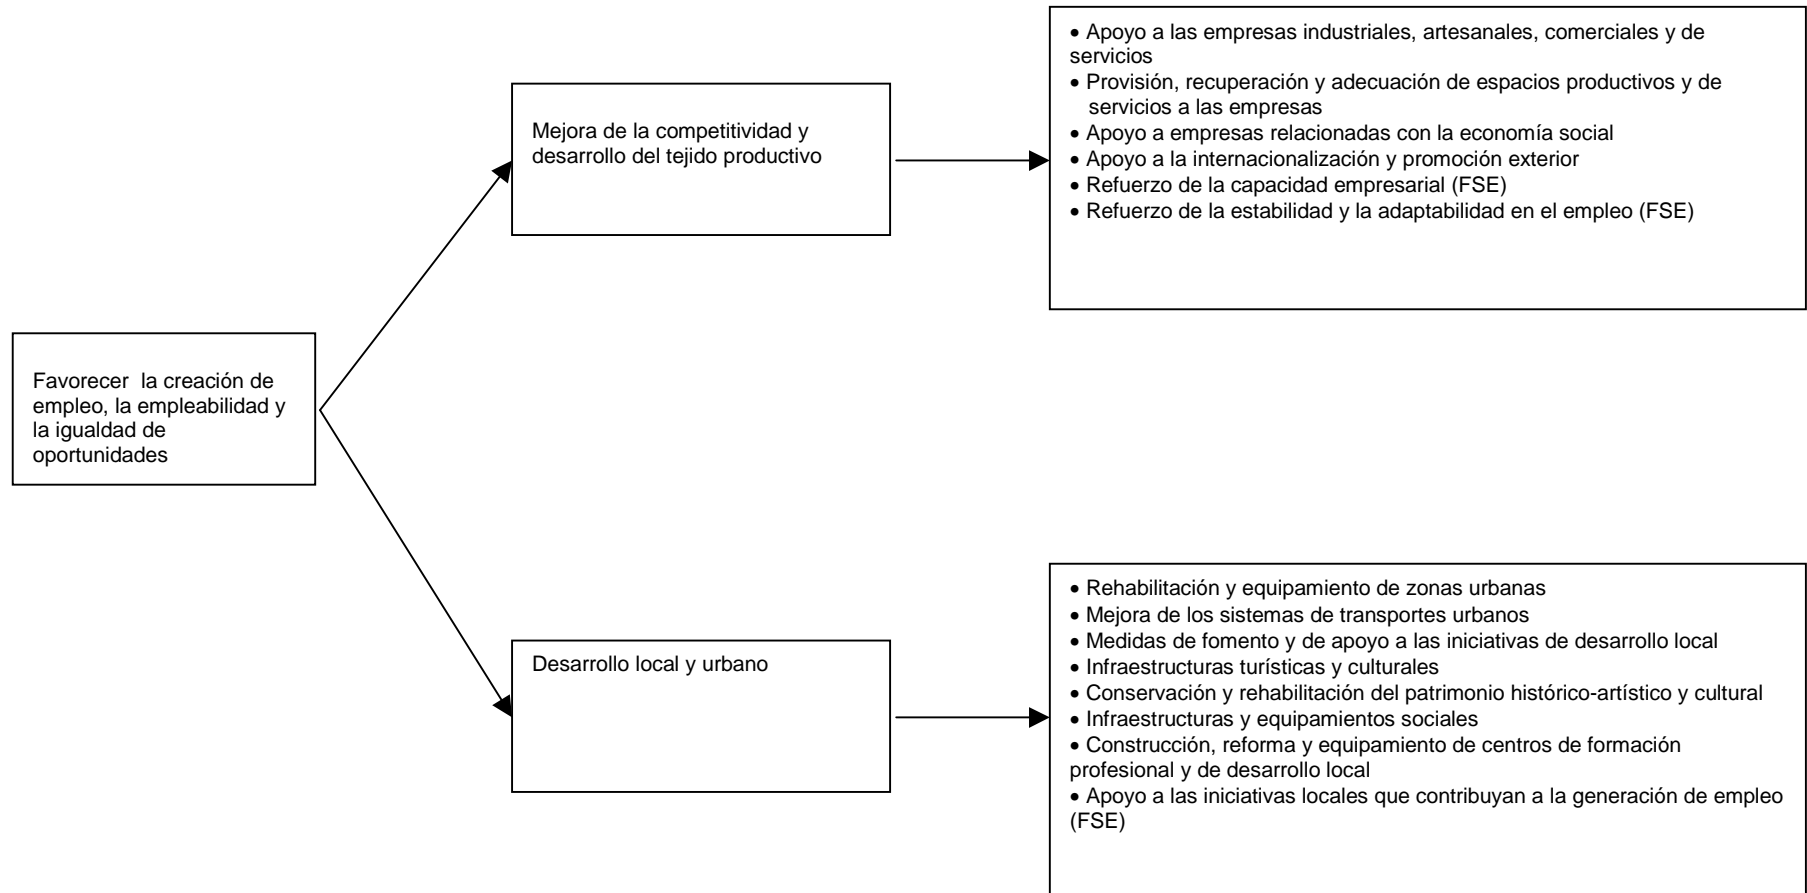 • Apoyo a las empresas industriales, artesanales, comerciales y de
servicios
• Provisión, recuperación y adecuación de espacios productivos y de
servicios a las empresas
• Apoyo a empresas relacionadas con la economía social
• Apoyo a la internacionalización y promoción exterior
• Refuerzo de la capacidad empresarial (FSE)
• Refuerzo de la estabilidad y la adaptabilidad en el empleo (FSE)
Mejora de la competitividad y
desarrollo del tejido productivo
Favorecer  la creación de
empleo, la empleabilidad y
la igualdad de
oportunidades
Desarrollo local y urbano
• Rehabilitación y equipamiento de zonas urbanas
• Mejora de los sistemas de transportes urbanos
• Medidas de fomento y de apoyo a las iniciativas de desarrollo local
• Infraestructuras turísticas y culturales
• Conservación y rehabilitación del patrimonio histórico-artístico y cultural
• Infraestructuras y equipamientos sociales
• Construcción, reforma y equipamiento de centros de formación
profesional y de desarrollo local
• Apoyo a las iniciativas locales que contribuyan a la generación de empleo
(FSE)